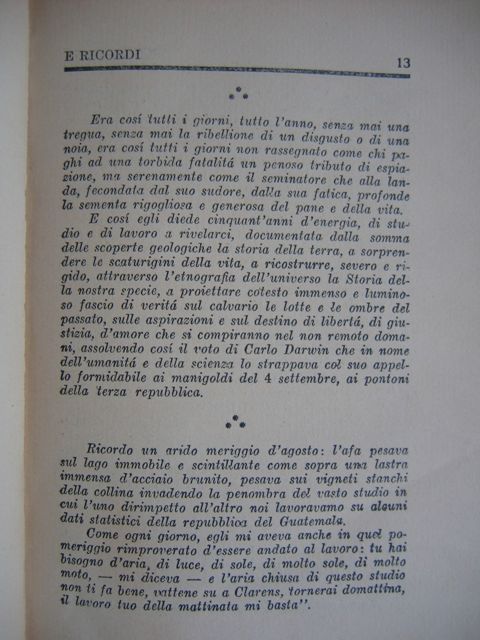 E RICORDI 13
Era cosí tutti i giorni, tutto l'anno, senza mai una
tregua, senza mai la ribellione di un disgusto o di una
noia, era cosí tutti i giorni non rassegnato come chi pa-
ghi ad una torbida fatalitá un penoso tributo di espia-
zione, ma serenamente come il seminatore che alla lan-
da, fecondata dal suo sudore, dalla sua fatica, profonde
la sementa rigogliosa e generosa del pane e della vita.
E cosí egli diede cinquant'anni d'energia, di stu-
dio e di lavoro a rivelarci, documentata dalla somma
delle scoperte geologiche la storia della terra, a sorpren-
dere le scaturigini della vita, a ricostrurre, severo e ri-
gido, attraverso l'etnografia dell'universo la Storia del-
la nostra specie, a proiettare cotesto immenso e lumino-
so fascio di veritá sul calvario le lotte e le ombre del
passato, sulle aspirazioni e sul destino di libertá, di giu-
stizia, d'amore che si compiranno nel non remoto doma-
ni, assolvendo cosí il voto di Carlo Darwin che in nome
dell'umanitá e della scienza lo strappava col suo appel-
lo formidabile ai manigoldi del 4 settembre, ai pontoni
della terza repubblica.
Ricordo un arido meriggio d'agosto: l'afa pesava
sul lago immobile e scintillante come sopra una lastra
immensa d'acciaio brunito, pesava sui vigneti stanchi
della collina invadendo la penombra del vasto studio in
cui l'uno dirimpetto all'altro noi lavoravamo su alcuni
dati statistici della repubblica del Guatemala.
Come ogni giorno, egli mi aveva anche in quel po-
meriggio rimproverato d'essere andato al lavoro: tu hai
bisogno d'aria, di luce, di sole, di molto sole, di molto
moto, — mi diceva — e l'aria chiusa di questo studio
non ti fa bene, vattene su a Clarens, tornerai domattina,
il lavoro tuo della mattinata mi basta".